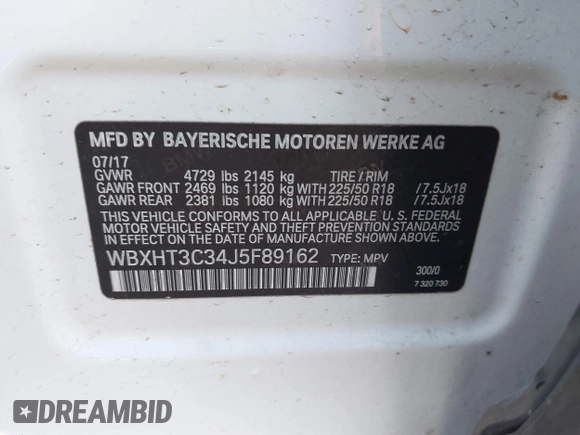 MFD BY BAYERISCHE MOTOREN WERKE AG
07/17
GVWR 4729 lbs 2145 kg TIRE/RIM
GAWR FRONT 2469 lbs 1120 kg WITH 225/50 R18 /7.5Jx18
GAWR REAR 2381 lbs 1080 kg WITH 225/50 R18 /7.5Jx18
THIS VEHICLE CONFORMS TO ALL APPLICABLE U. S. FEDERAL
MOTOR VEHICLE SAFETY, BUMPER, AND THEFT PREVENTION
STANDARDS IN EFFECT ON THE DATE OF MANUFACTURE SHOWN ABOVE.
WBXHT3C34J5F89162 TYPE: MPV
300/0
7 320 730
DREAMBID